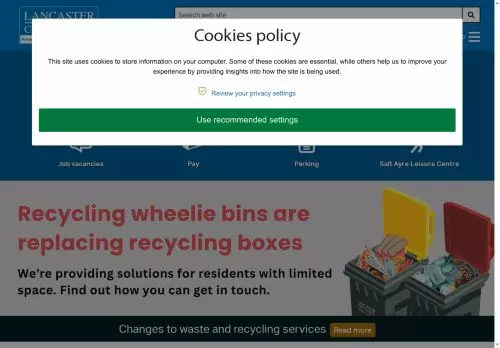 LANCASTER
Search web site
Cookies policy
This site uses cookies to store information on your computer. Some of these cookies are essential, while others help us to improve your
experience by providing insights into how the site is being used.
Review your privacy settings
Use recommended settings
Job vacancies
Pay
Parking
Salt Ayre Leisure Centre
Recycling wheelie bins are
replacing recycling boxes
We're providing solutions for residents with limited
space. Find out how you can get in touch.
Changes to waste and recycling services Read more